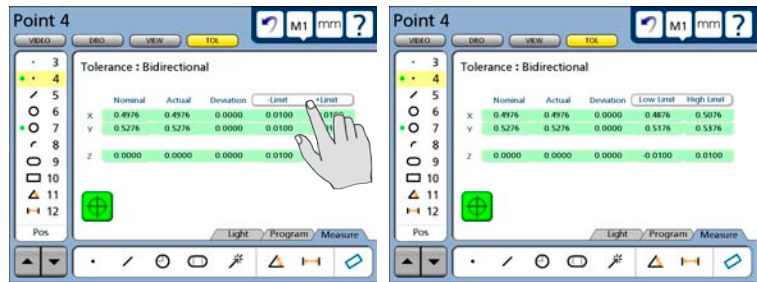 Point 4
M1 mm ?
VIDEO DRO VIEW TOL
Tolerance : Bidirectional
3
4
5
6
7
8
9
10
11
12
Pos
Nominal Actual Deviation -Limit +Limit
X 0.4976 0.4976 0.0000 0.0100 0.0100
Y 0.5276 0.5276 0.0000 0.0100
Z 0.0000 0.0000 0.0000 0.0100
Light Program Measure
Point 4
M1 mm ?
VIDEO DRO VIEW TOL
Tolerance : Bidirectional
3
4
5
6
7
8
9
10
11
12
Pos
Nominal Actual Deviation Low Limit High Limit
X 0.4976 0.4976 0.0000 0.4876 0.5076
Y 0.5276 0.5276 0.0000 0.5176 0.5376
Z 0.0000 0.0000 0.0000 -0.0100 0.0100
Light Program Measure